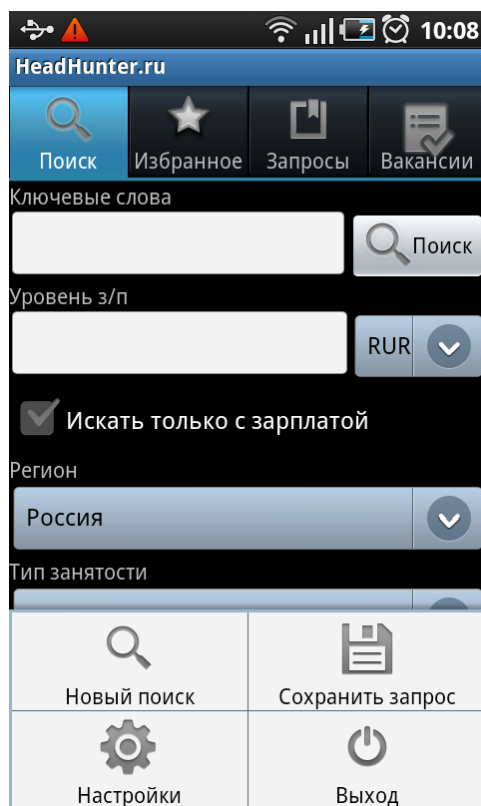 10:08
HeadHunter.ru
Поиск Избранное Запросы Вакансии
Ключевые слова
Поиск
Уровень з/п
RUR
Искать только с зарплатой
Регион
Россия
Тип занятости
Новый поиск Сохранить запрос
Настройки Выход